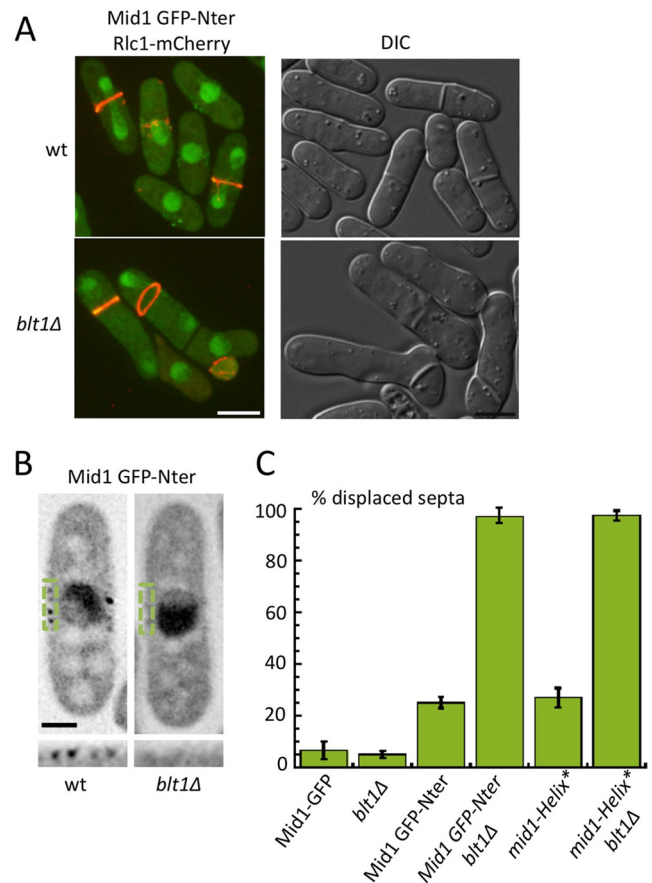 A
Mid1 GFP-Nter
Rlc1-mCherry
DIC
wt
blt1Δ
B
Mid1 GFP-Nter
wt
blt1Δ
C
% displaced septa
100
80
60
40
20
0
Mid1-GFP
blt1Δ
Mid1 GFP-Nter
Mid1 GFP-Nter
blt1Δ
mid1-Helix*
mid1-Helix*
blt1Δ